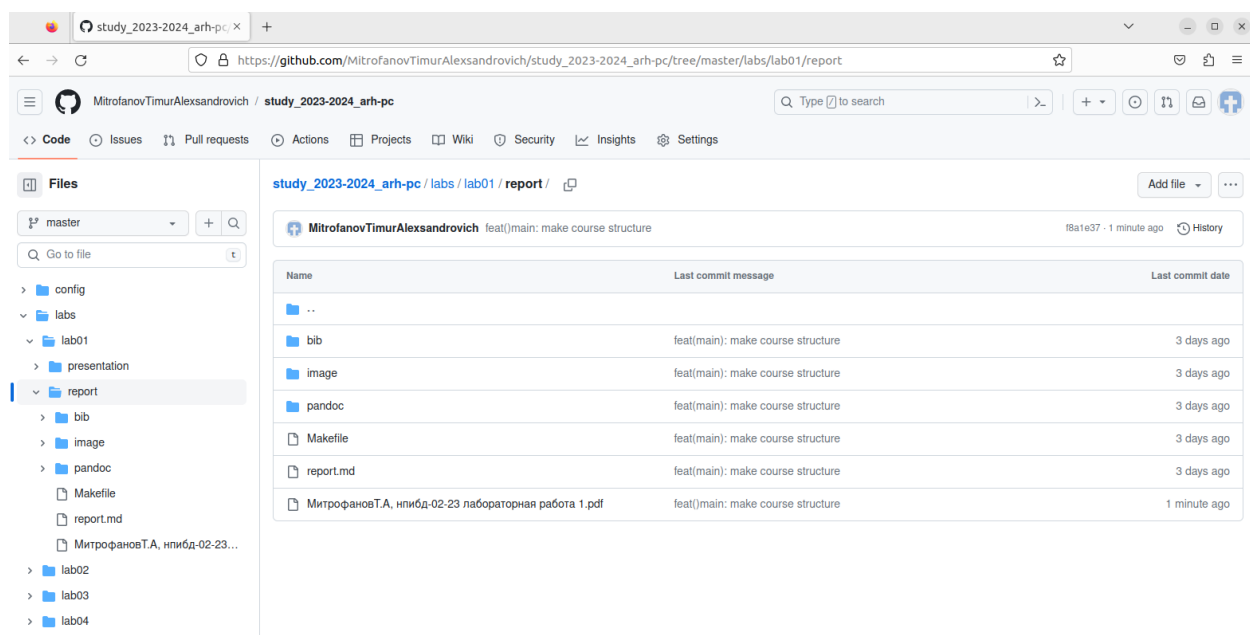 study_2023-2024_arh-pc
https://github.com/MitrofanovTimurAlexsandrovich/study_2023-2024_arh-pc/tree/master/labs/lab01/report
MitrofanovTimurAlexsandrovich / study_2023-2024_arh-pc
Type / to search
Code Issues Pull requests Actions Projects Wiki Security Insights Settings
Files
master
Go to file t
config
labs
lab01
presentation
report
bib
image
pandoc
Makefile
report.md
МитрофановТ.А, нпибд-02-23...
lab02
lab03
lab04
study_2023-2024_arh-pc / labs / lab01 / report /
Add file
MitrofanovTimurAlexsandrovich feat()main: make course structure f8a1e37 · 1 minute ago History
Name Last commit message Last commit date
..
bib feat(main): make course structure 3 days ago
image feat(main): make course structure 3 days ago
pandoc feat(main): make course structure 3 days ago
Makefile feat(main): make course structure 3 days ago
report.md feat(main): make course structure 3 days ago
МитрофановТ.А, нпибд-02-23 лабораторная работа 1.pdf feat()main: make course structure 1 minute ago